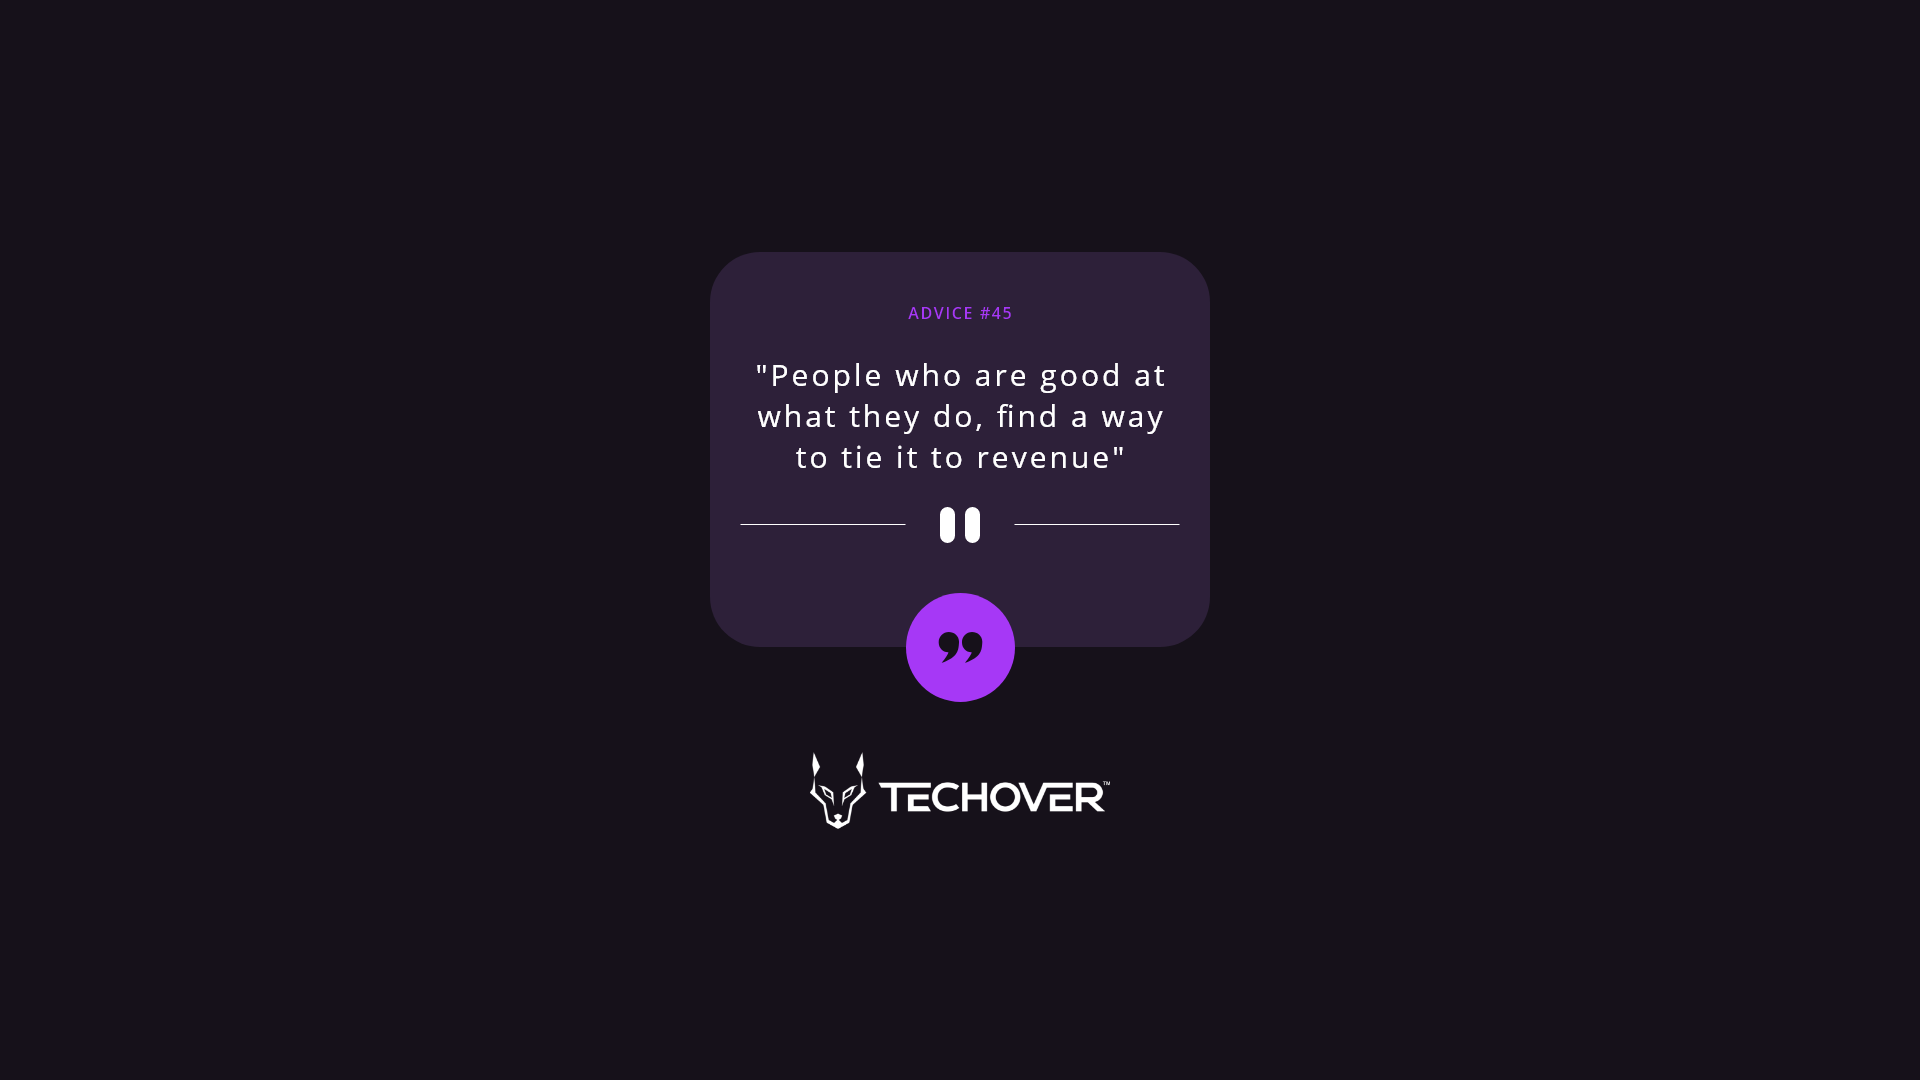 ADVICE #45
"People who are good at
what they do, find a way
to tie it to revenue"
TECHOVER™